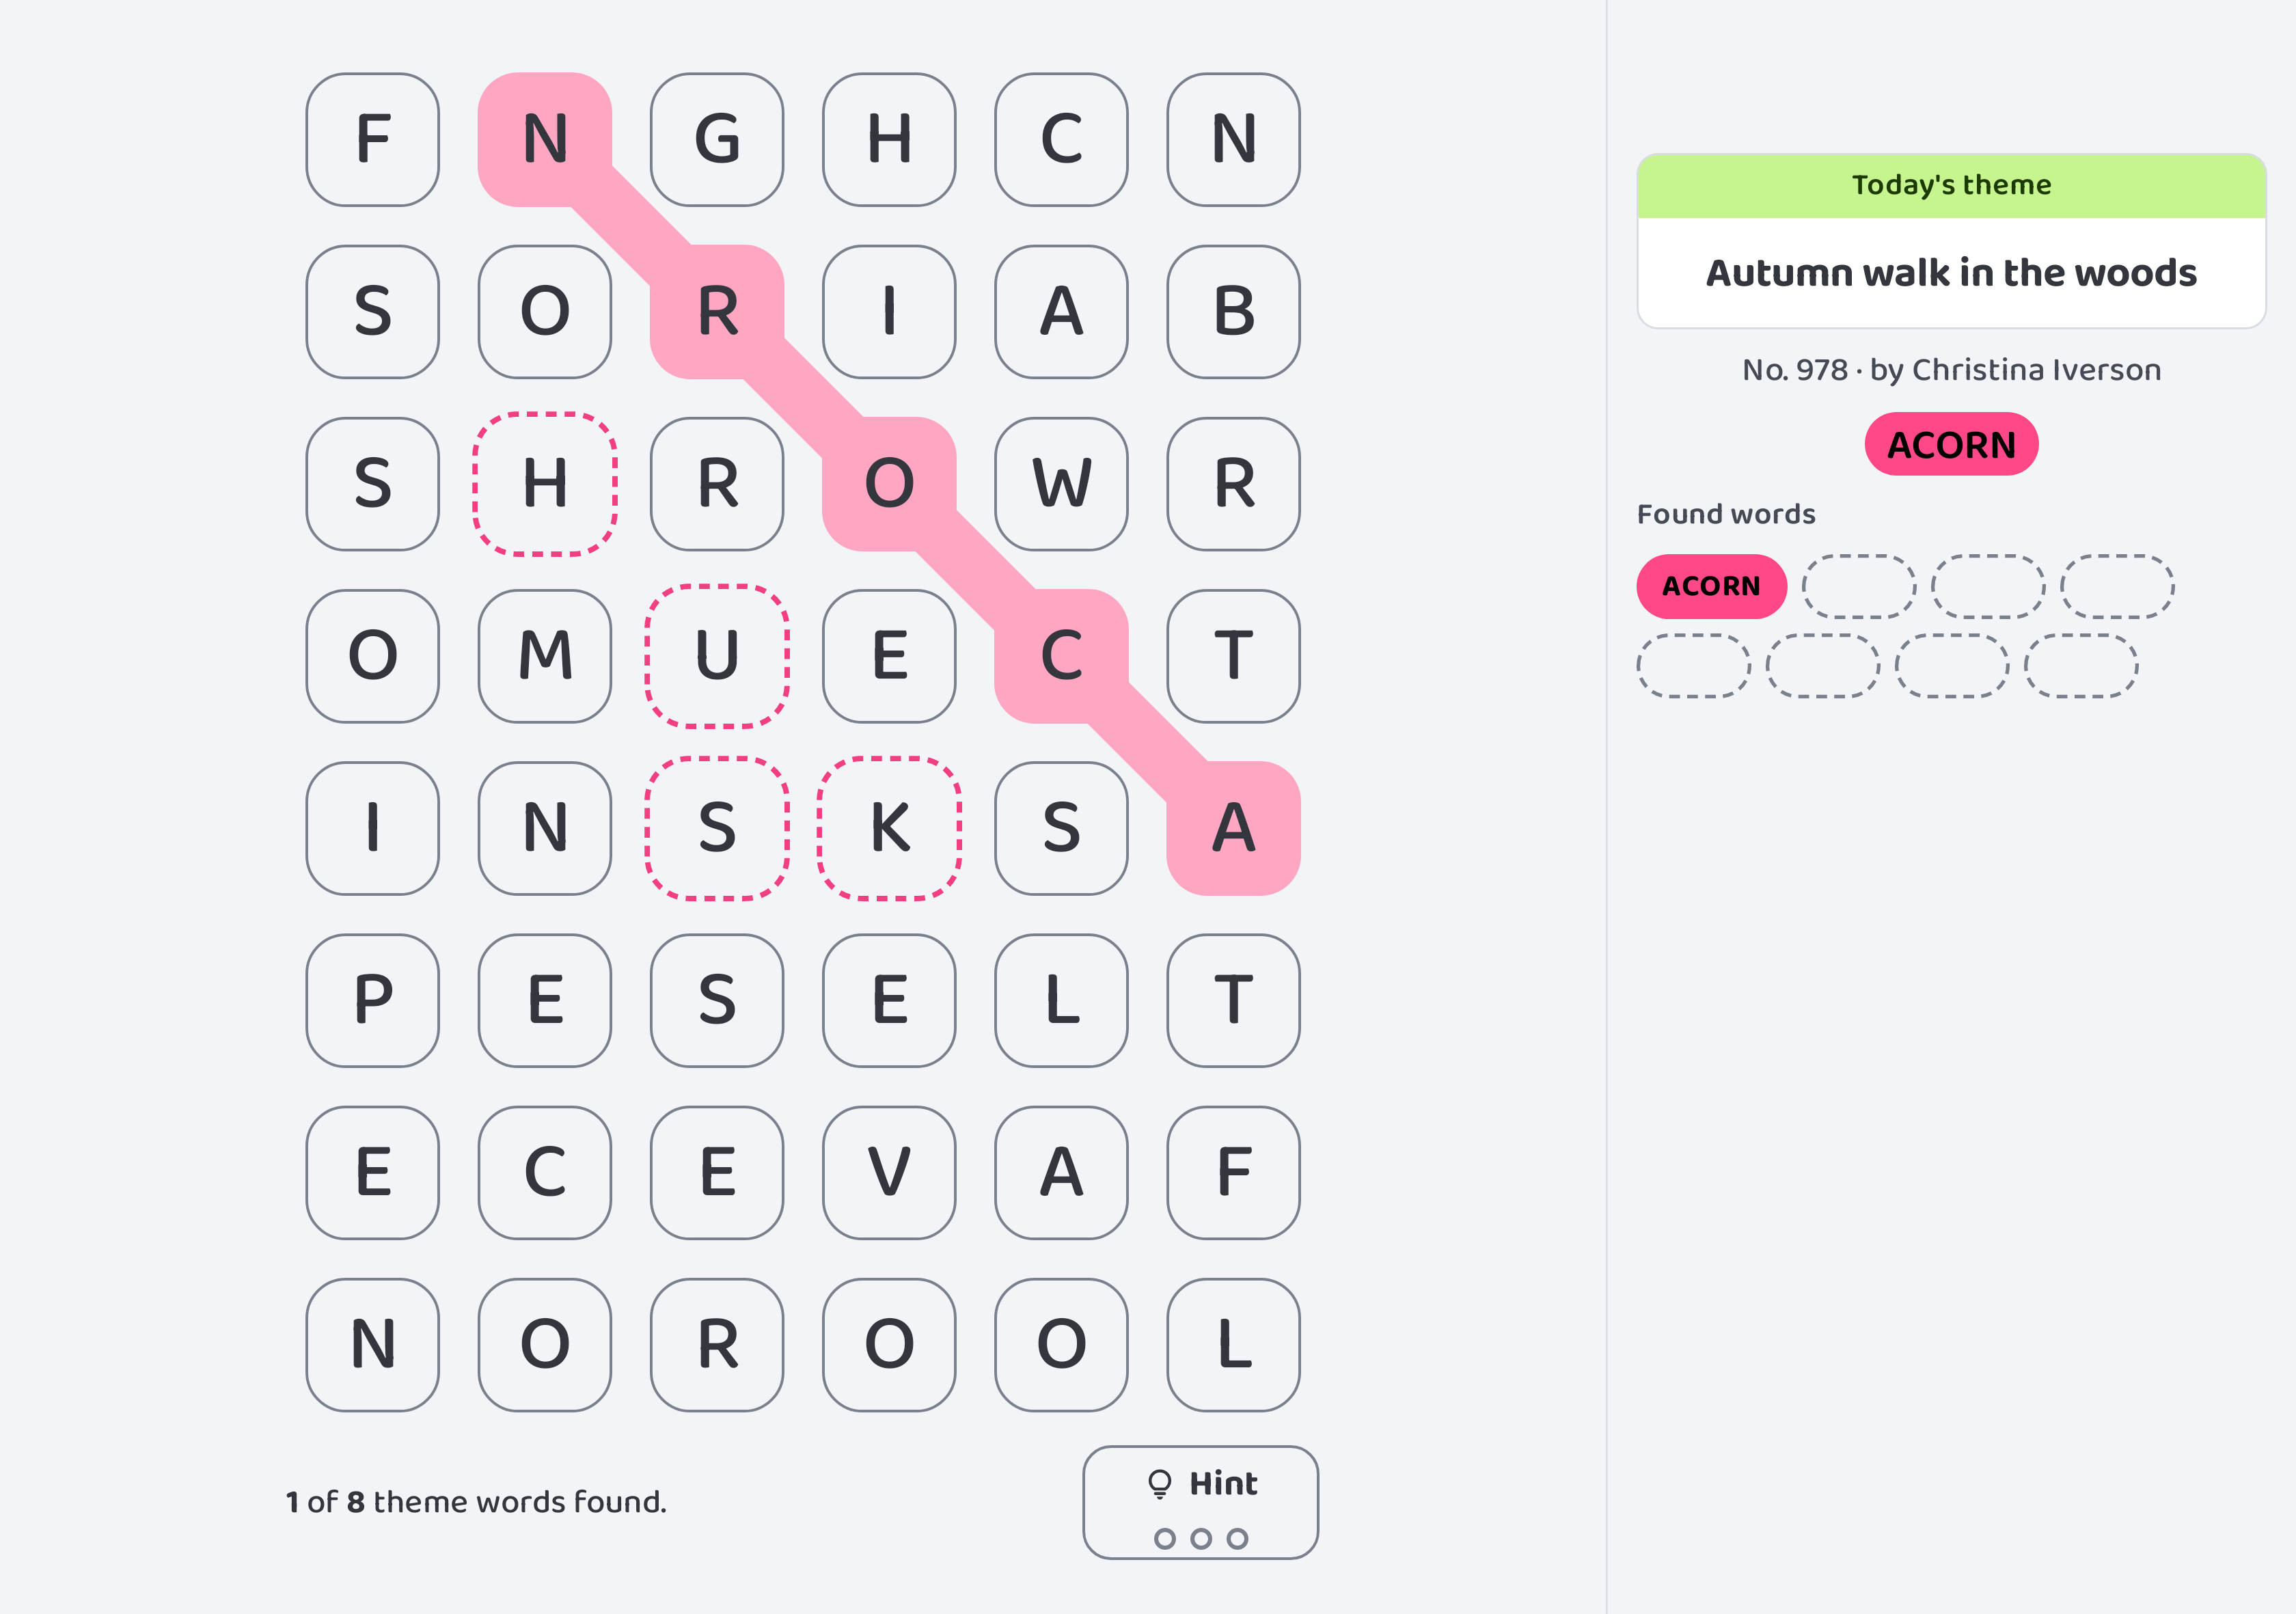 F N G H C N
S O R I A B
S H R O W R
O M U E C T
I N S K S A
P E S E L T
E C E V A F
N O R O O L
1 of 8 theme words found.
Hint
Today's theme
Autumn walk in the woods
No. 978 · by Christina Iverson
ACORN
Found words
ACORN